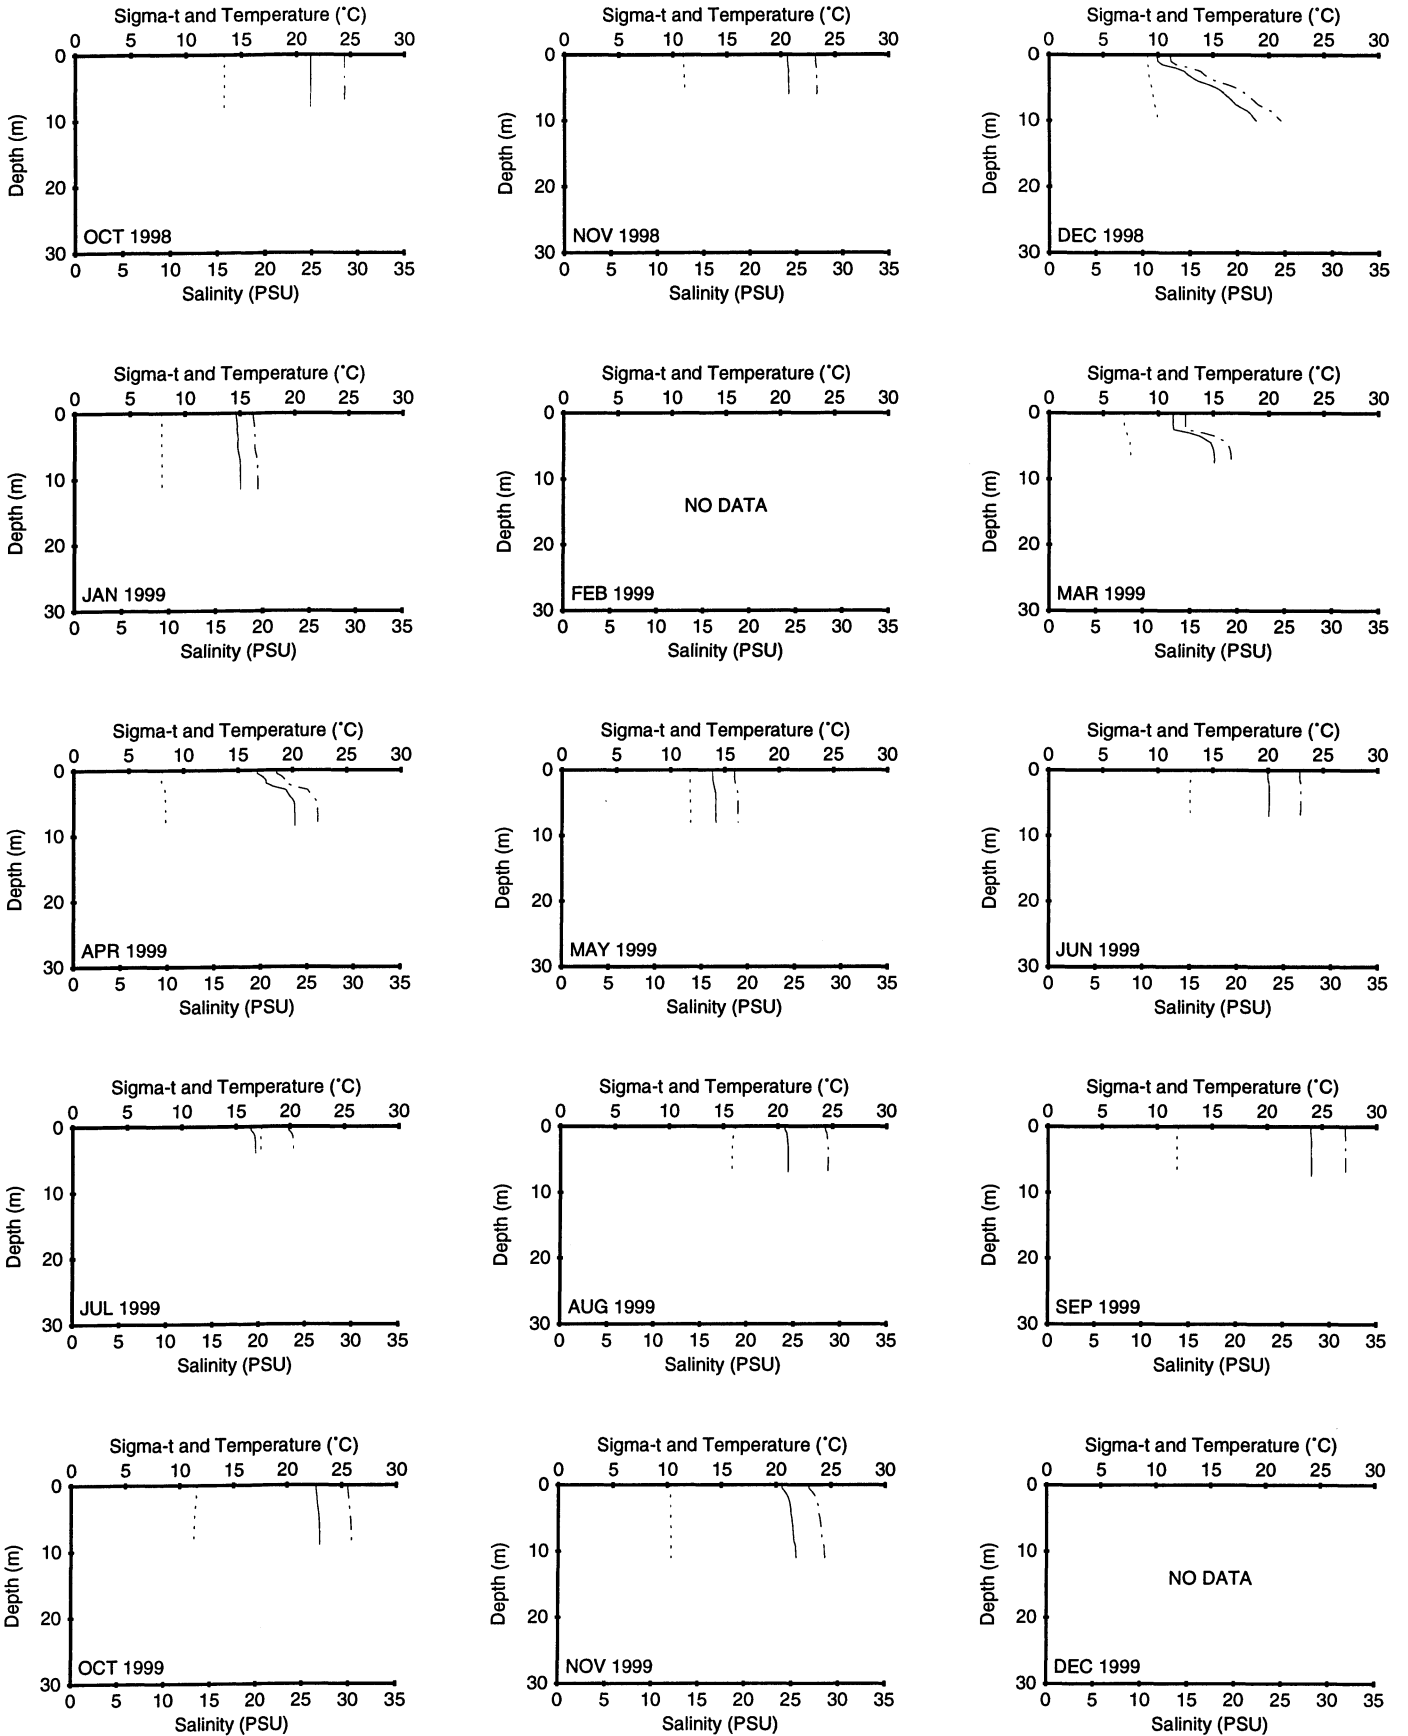 Sigma-t and Temperature (˚C) Sigma-t and Temperature (˚C) Sigma-t and Temperature (˚C)
0 5 10 15 20 25 30 0 5 10 15 20 25 30 0 5 10 15 20 25 30
0 0 0
10 10 10
Depth (m) Depth (m) Depth (m)
20 20 20
OCT 1998 NOV 1998 DEC 1998
30 30 30
0 5 10 15 20 25 30 35 0 5 10 15 20 25 30 35 0 5 10 15 20 25 30 35
Salinity (PSU) Salinity (PSU) Salinity (PSU)
Sigma-t and Temperature (˚C) Sigma-t and Temperature (˚C) Sigma-t and Temperature (˚C)
0 5 10 15 20 25 30 0 5 10 15 20 25 30 0 5 10 15 20 25 30
0 0 0
10 10 10
Depth (m) Depth (m) NO DATA Depth (m)
20 20 20
JAN 1999 FEB 1999 MAR 1999
30 30 30
0 5 10 15 20 25 30 35 0 5 10 15 20 25 30 35 0 5 10 15 20 25 30 35
Salinity (PSU) Salinity (PSU) Salinity (PSU)
Sigma-t and Temperature (˚C) Sigma-t and Temperature (˚C) Sigma-t and Temperature (˚C)
0 5 10 15 20 25 30 0 5 10 15 20 25 30 0 5 10 15 20 25 30
0 0 0
10 10 10
Depth (m) Depth (m) Depth (m)
20 20 20
APR 1999 MAY 1999 JUN 1999
30 30 30
0 5 10 15 20 25 30 35 0 5 10 15 20 25 30 35 0 5 10 15 20 25 30 35
Salinity (PSU) Salinity (PSU) Salinity (PSU)
Sigma-t and Temperature (˚C) Sigma-t and Temperature (˚C) Sigma-t and Temperature (˚C)
0 5 10 15 20 25 30 0 5 10 15 20 25 30 0 5 10 15 20 25 30
0 0 0
10 10 10
Depth (m) Depth (m) Depth (m)
20 20 20
JUL 1999 AUG 1999 SEP 1999
30 30 30
0 5 10 15 20 25 30 35 0 5 10 15 20 25 30 35 0 5 10 15 20 25 30 35
Salinity (PSU) Salinity (PSU) Salinity (PSU)
Sigma-t and Temperature (˚C) Sigma-t and Temperature (˚C) Sigma-t and Temperature (˚C)
0 5 10 15 20 25 30 0 5 10 15 20 25 30 0 5 10 15 20 25 30
0 0 0
10 10 10
Depth (m) Depth (m) Depth (m) NO DATA
20 20 20
OCT 1999 NOV 1999 DEC 1999
30 30 30
0 5 10 15 20 25 30 35 0 5 10 15 20 25 30 35 0 5 10 15 20 25 30 35
Salinity (PSU) Salinity (PSU) Salinity (PSU)